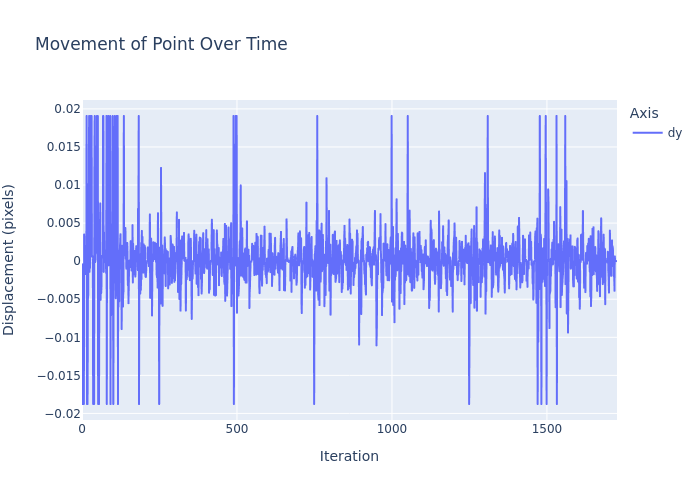 Movement of Point Over Time
Axis
dy
0.02
0.015
0.01
0.005
0
−0.005
−0.01
−0.015
−0.02
Displacement (pixels)
0
500
1000
1500
Iteration